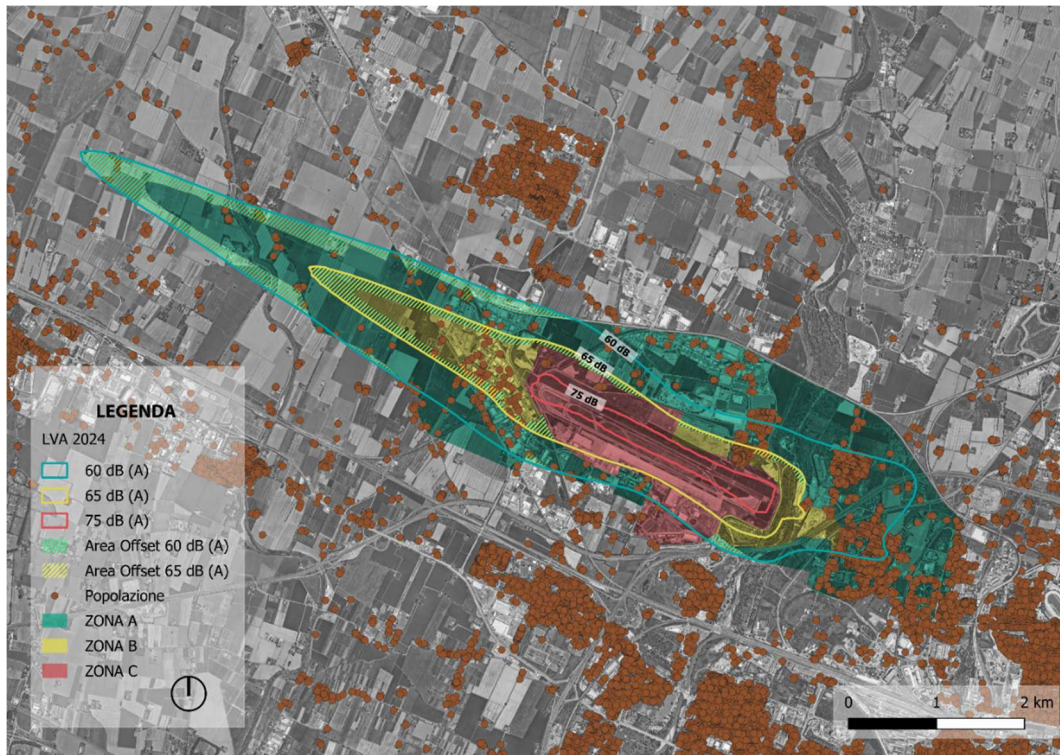 60 dB
65 dB
75 dB
LEGENDA
LVA 2024
60 dB (A)
65 dB (A)
75 dB (A)
Area Offset 60 dB (A)
Area Offset 65 dB (A)
Popolazione
ZONA A
ZONA B
ZONA C
0 1 2 km